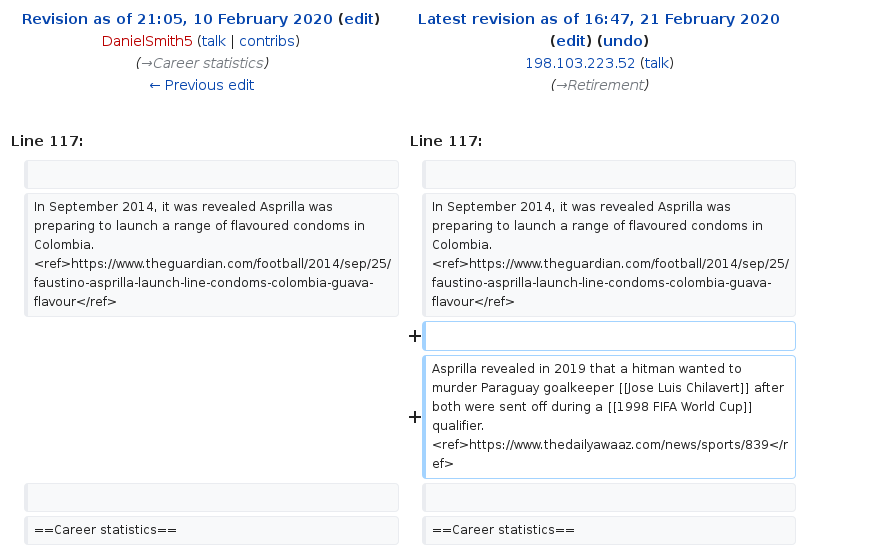 Revision as of 21:05, 10 February 2020 (edit)
DanielSmith5 (talk | contribs)
(→Career statistics)
← Previous edit
Latest revision as of 16:47, 21 February 2020
(edit) (undo)
198.103.223.52 (talk)
(→Retirement)
Line 117:
Line 117:
In September 2014, it was revealed Asprilla was
preparing to launch a range of flavoured condoms in
Colombia.
<ref>https://www.theguardian.com/football/2014/sep/25/
faustino-asprilla-launch-line-condoms-colombia-guava-
flavour</ref>
In September 2014, it was revealed Asprilla was
preparing to launch a range of flavoured condoms in
Colombia.
<ref>https://www.theguardian.com/football/2014/sep/25/
faustino-asprilla-launch-line-condoms-colombia-guava-
flavour</ref>
+
+
Asprilla revealed in 2019 that a hitman wanted to
murder Paraguay goalkeeper [[Jose Luis Chilavert]] after
both were sent off during a [[1998 FIFA World Cup]]
qualifier.
<ref>https://www.thedailyawaaz.com/news/sports/839</r
ef>
==Career statistics==
==Career statistics==